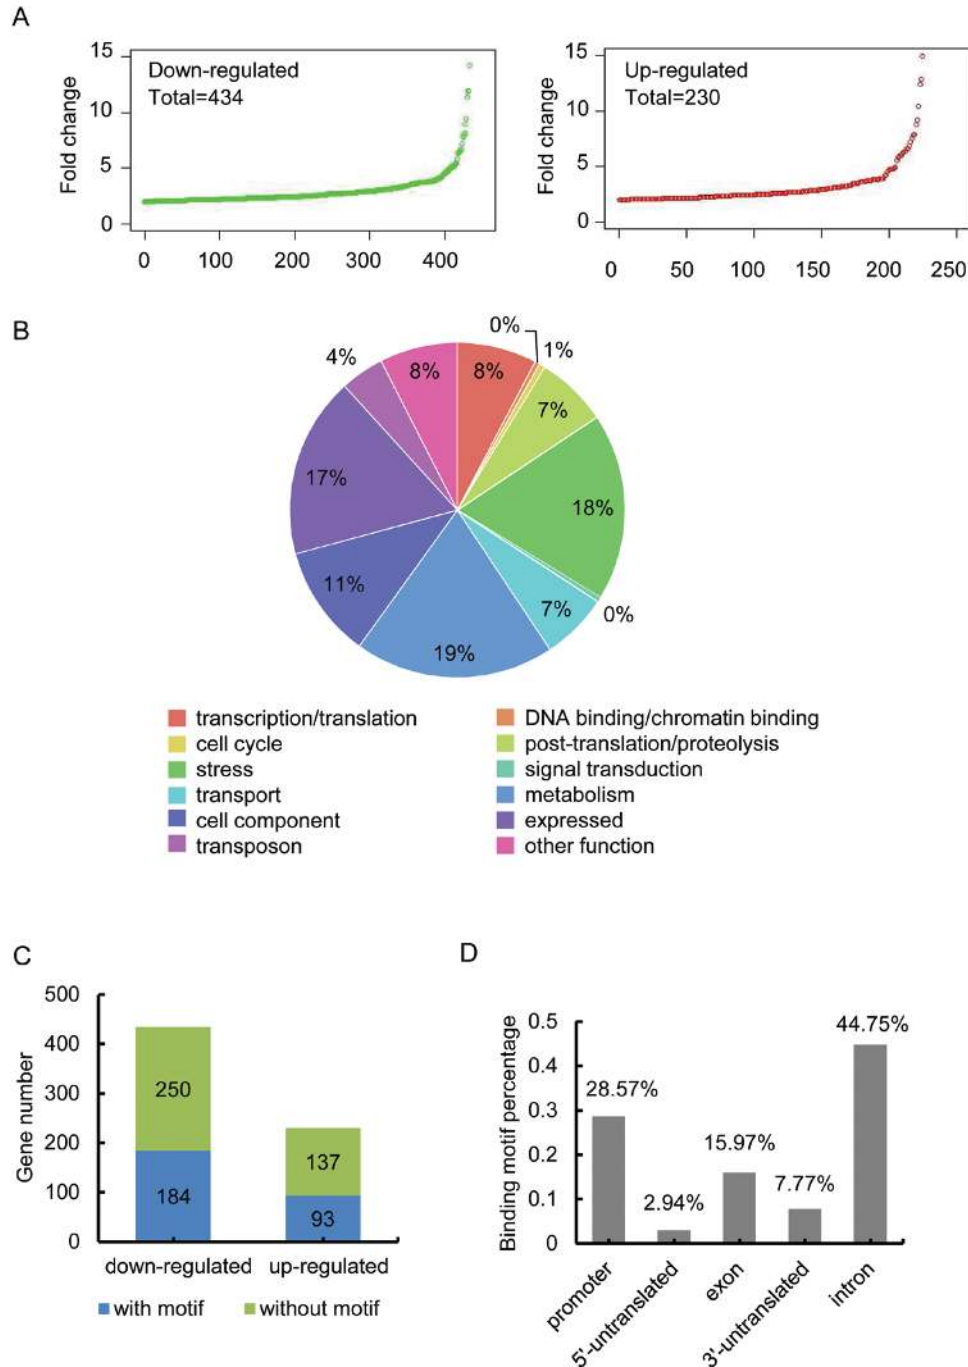 A
Fold change
15
10
5
0
Down-regulated
Total=434
0 100 200 300 400
Fold change
15
10
5
0
Up-regulated
Total=230
0 50 100 150 200 250
B
0%
1%
4%
8%
8%
7%
17%
18%
11%
7%
0%
19%
transcription/translation
DNA binding/chromatin binding
cell cycle
post-translation/proteolysis
stress
signal transduction
transport
metabolism
cell component
expressed
transposon
other function
C
Gene number
500
400
300
200
100
0
250
184
137
93
down-regulated up-regulated
with motif without motif
D
Binding motif percentage
0.5
0.4
0.3
0.2
0.1
0
28.57%
2.94%
15.97%
7.77%
44.75%
promoter
5'-untranslated
exon
3'-untranslated
intron